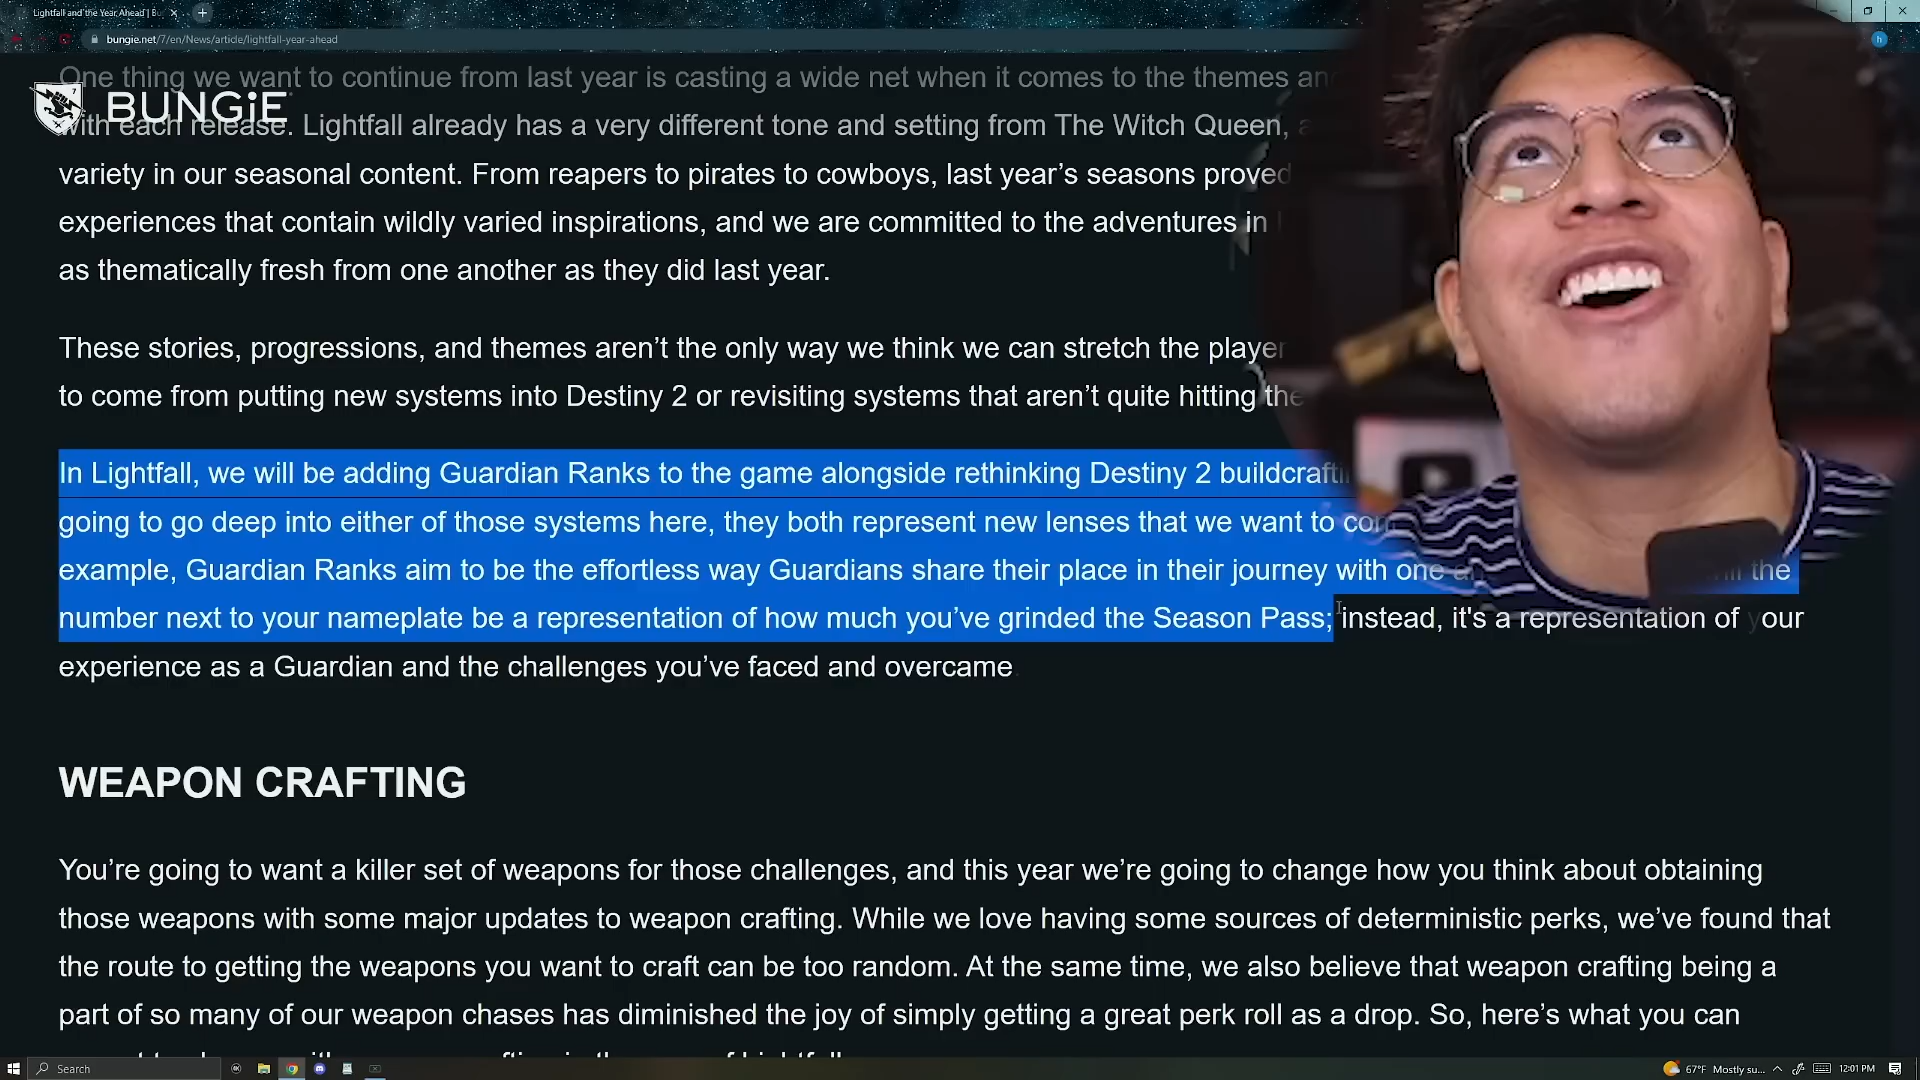 Lightfall and the Year Ahead | Bu
bungie.net/7/en/News/article/lightfall-year-ahead
h
One thing we want to continue from last year is casting a wide net when it comes to the themes
BUNGiE
with each release. Lightfall already has a very different tone and setting from The Witch Queen,
variety in our seasonal content. From reapers to pirates to cowboys, last year’s seasons proved
experiences that contain wildly varied inspirations, and we are committed to the adventures in
as thematically fresh from one another as they did last year.
These stories, progressions, and themes aren’t the only way we think we can stretch the player
to come from putting new systems into Destiny 2 or revisiting systems that aren’t quite hitting the
In Lightfall, we will be adding Guardian Ranks to the game alongside rethinking Destiny 2 buildcrafti
going to go deep into either of those systems here, they both represent new lenses that we want to
example, Guardian Ranks aim to be the effortless way Guardians share their place in their journey with one the
number next to your nameplate be a representation of how much you’ve grinded the Season Pass; instead, it's a representation of your
experience as a Guardian and the challenges you’ve faced and overcame.
WEAPON CRAFTING
You’re going to want a killer set of weapons for those challenges, and this year we’re going to change how you think about obtaining
those weapons with some major updates to weapon crafting. While we love having some sources of deterministic perks, we’ve found that
the route to getting the weapons you want to craft can be too random. At the same time, we also believe that weapon crafting being a
part of so many of our weapon chases has diminished the joy of simply getting a great perk roll as a drop. So, here’s what you can
Search
67°F Mostly su...
12:01 PM